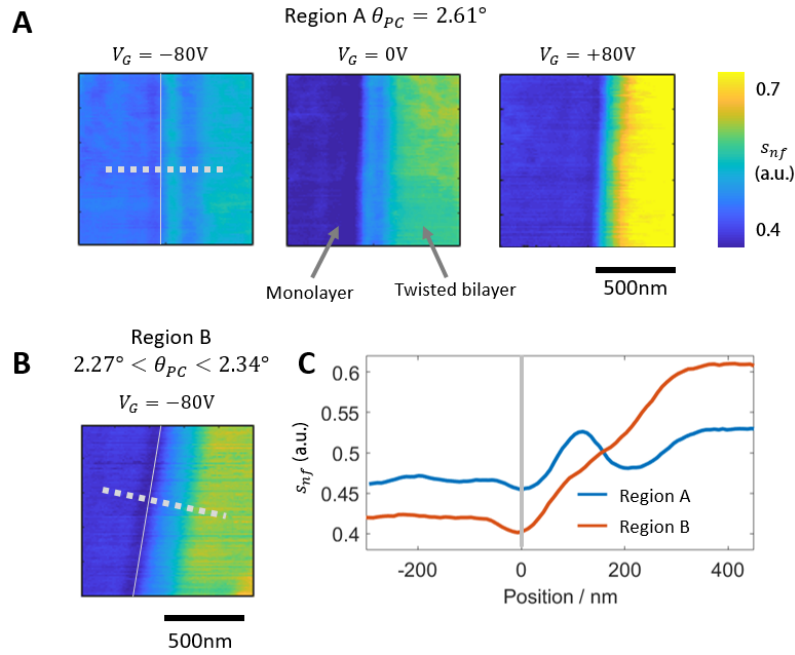 A
Region A θ_PC = 2.61°
V_G = −80V
V_G = 0V
V_G = +80V
0.7
s_nf
(a.u.)
0.4
Monolayer
Twisted bilayer
500nm
B
Region B
2.27° < θ_PC < 2.34°
V_G = −80V
500nm
C
0.6
0.55
0.5
0.45
0.4
s_nf (a.u.)
Region A
Region B
-200
0
200
400
Position / nm